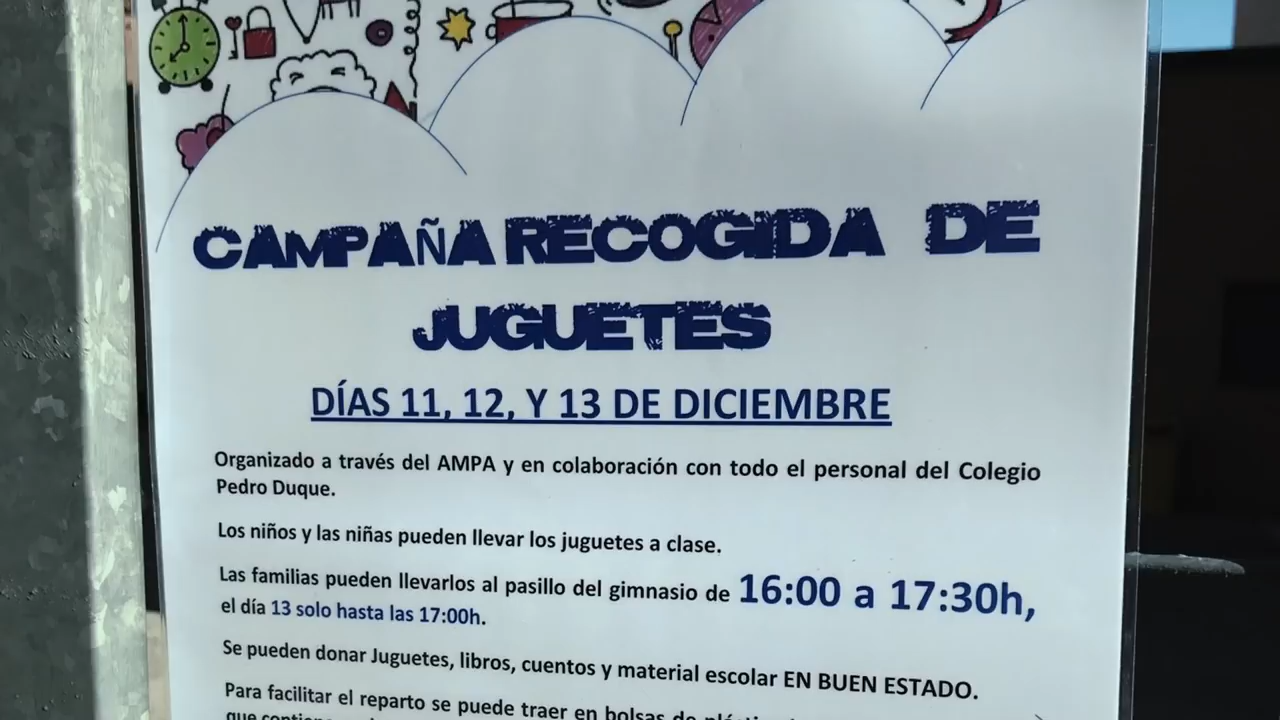 CAMPAÑA RECOGIDA DE
JUGUETES
DÍAS 11, 12, Y 13 DE DICIEMBRE
Organizado a través del AMPA y en colaboración con todo el personal del Colegio
Pedro Duque.
Los niños y las niñas pueden llevar los juguetes a clase.
Las familias pueden llevarlos al pasillo del gimnasio de 16:00 a 17:30h,
el día 13 solo hasta las 17:00h.
Se pueden donar Juguetes, libros, cuentos y material escolar EN BUEN ESTADO.
Para facilitar el reparto se puede traer en bolsas de
que